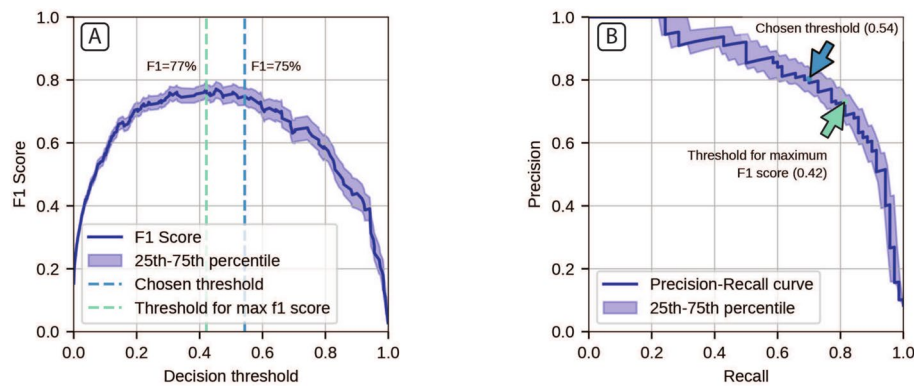 A
1.0
0.8
0.6
0.4
0.2
0.0
F1 Score
F1=77%
F1=75%
F1 Score
25th-75th percentile
Chosen threshold
Threshold for max f1 score
0.0 0.2 0.4 0.6 0.8 1.0
Decision threshold
B
1.0
0.8
0.6
0.4
0.2
0.0
Precision
Chosen threshold (0.54)
Threshold for maximum
F1 score (0.42)
Precision-Recall curve
25th-75th percentile
0.0 0.2 0.4 0.6 0.8 1.0
Recall